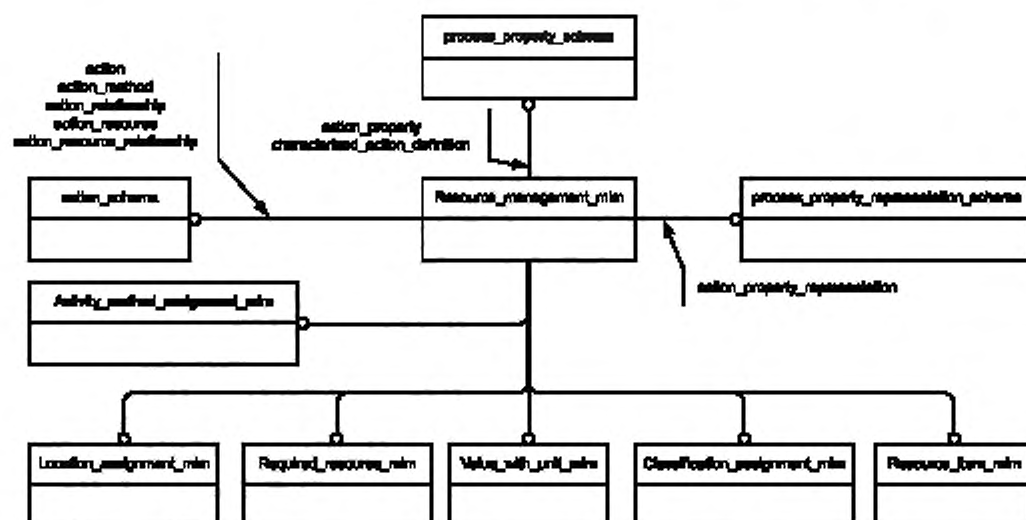 process_property_schema
action
action_method
action_relationship
action_resource
action_resource_relationship
action_property
characterized_action_definition
action_schema
Resource_management_mim
process_property_representation_schema
action_property_representation
Activity_method_assignment_mim
Location_assignment_mim
Required_resource_mim
Value_with_unit_mim
Classification_assignment_mim
Resource_item_mim